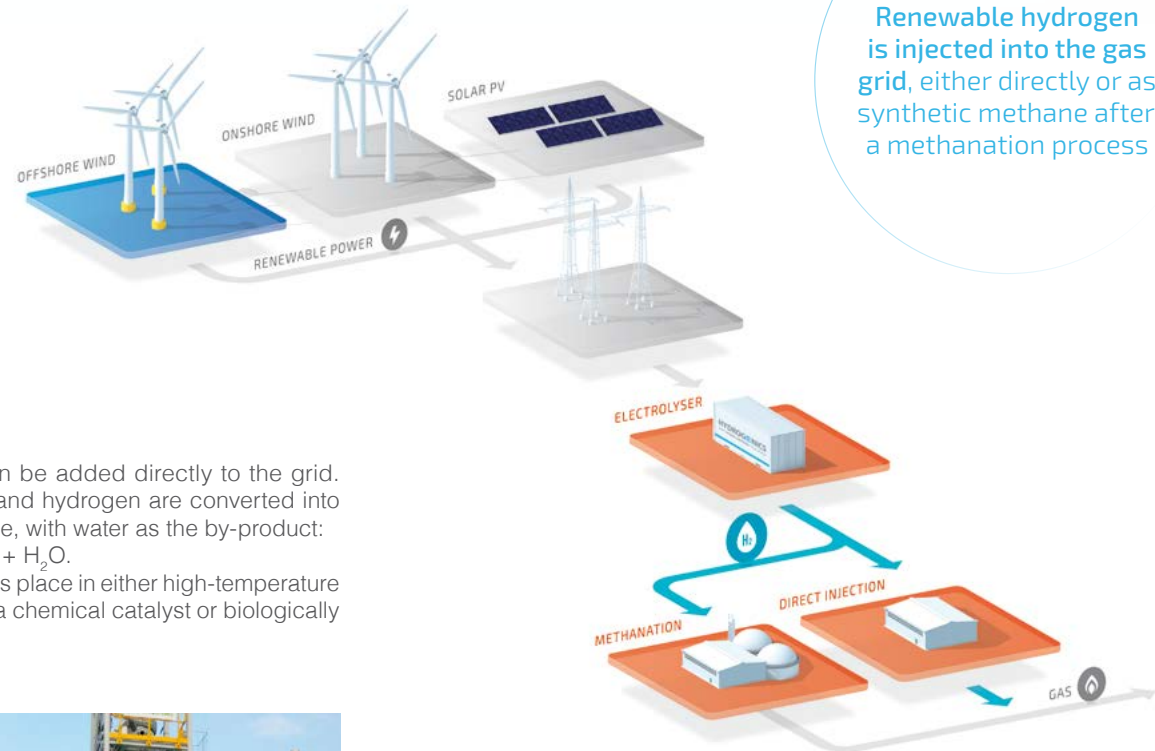 Renewable hydrogen
is injected into the gas
grid, either directly or as
synthetic methane after
a methanation process
SOLAR PV
ONSHORE WIND
OFFSHORE WIND
RENEWABLE POWER
ELECTROLYSER
HYDROGENICS
H₂
DIRECT INJECTION
METHANATION
GAS
n be added directly to the grid.
and hydrogen are converted into
e, with water as the by-product:
+ H₂O.
s place in either high-temperature
a chemical catalyst or biologically